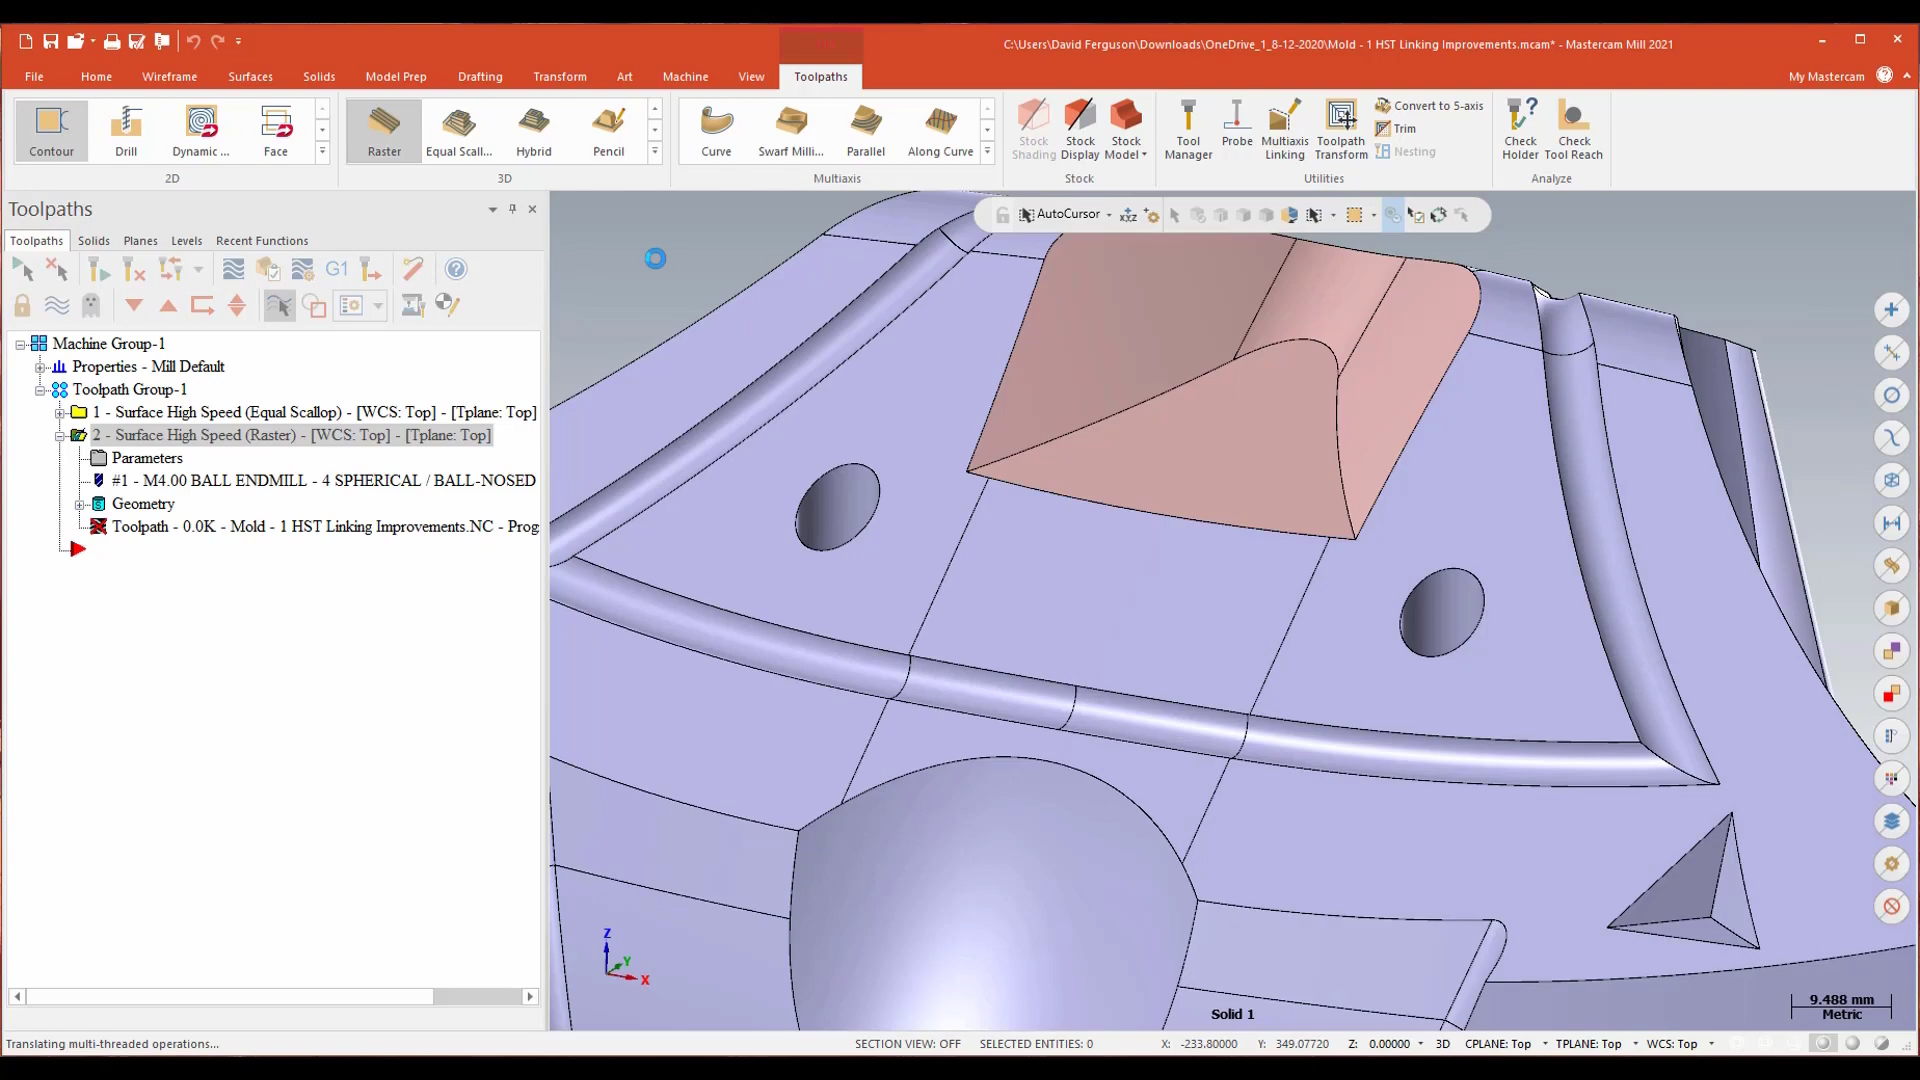 C:\Users\David Ferguson\Downloads\OneDrive_1_8-12-2020\Mold - 1 HST Linking Improvements.mcam* - Mastercam Mill 2021
File Home Wireframe Surfaces Solids Model Prep Drafting Transform Art Machine View Toolpaths My Mastercam
Contour Drill Dynamic ... Face
2D
Raster Equal Scall... Hybrid Pencil
3D
Curve Swarf Milli... Parallel Along Curve
Multiaxis
Stock Shading Stock Display Stock Model
Stock
Tool Manager Probe Multiaxis Linking Toolpath Transform
Convert to 5-axis
Trim
Nesting
Utilities
Check Holder Check Tool Reach
Analyze
Toolpaths
Toolpaths Solids Planes Levels Recent Functions
AutoCursor
G1
Machine Group-1
Properties - Mill Default
Toolpath Group-1
1 - Surface High Speed (Equal Scallop) - [WCS: Top] - [Tplane: Top]
2 - Surface High Speed (Raster) - [WCS: Top] - [Tplane: Top]
Parameters
#1 - M4.00 BALL ENDMILL - 4 SPHERICAL / BALL-NOSED
Geometry
Toolpath - 0.0K - Mold - 1 HST Linking Improvements.NC - Prog
Z
Y
X
Solid 1
9.488 mm
Metric
Translating multi-threaded operations...
SECTION VIEW: OFF SELECTED ENTITIES: 0 X: -233.80000 Y: 349.07720 Z: 0.00000 3D CPLANE: Top TPLANE: Top WCS: Top